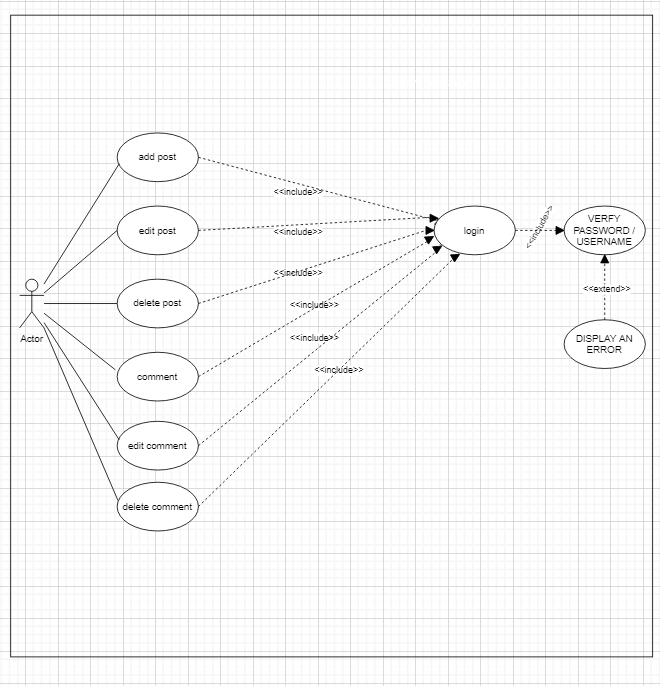 add post
<<include>>
edit post
<<include>>
login
<<include>>
VERFY
PASSWORD /
USERNAME
delete post
<<include>>
<<extend>>
Actor
<<include>>
DISPLAY AN
ERROR
comment
<<include>>
<<include>>
edit comment
delete comment